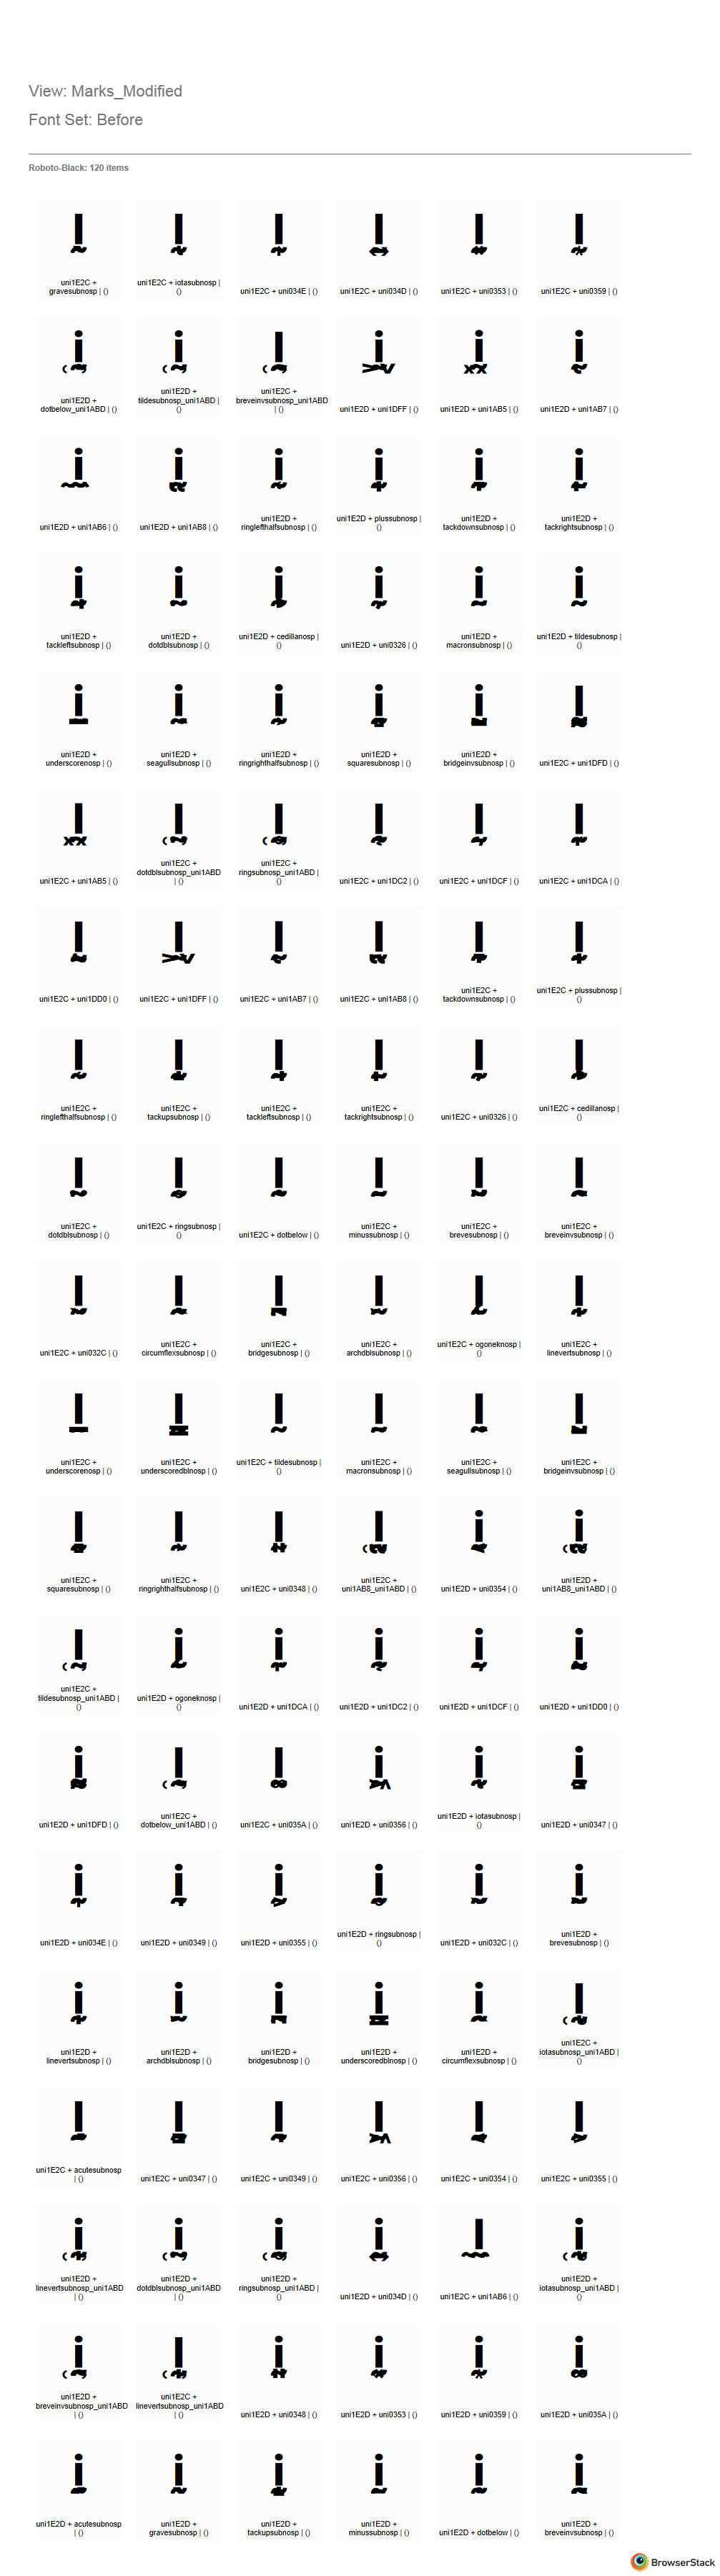 View: Marks_Modified
Font Set: Before
Roboto-Black: 120 items
uni1E2C +
gravesubnosp | ()
uni1E2C + iotasubnosp |
()
uni1E2C + uni034E | ()
uni1E2C + uni034D | ()
uni1E2C + uni0353 | ()
uni1E2C + uni0359 | ()
uni1E2D +
dotbelow_uni1ABD | ()
uni1E2D +
tildesubnosp_uni1ABD |
()
uni1E2C +
breveinvsubnosp_uni1ABD
| ()
uni1E2D + uni1DFF | ()
uni1E2D + uni1AB5 | ()
uni1E2D + uni1AB7 | ()
uni1E2D + uni1AB6 | ()
uni1E2D + uni1AB8 | ()
uni1E2D +
ringlefthalfsubnosp | ()
uni1E2D + plussubnosp |
()
uni1E2D +
tackdownsubnosp | ()
uni1E2D +
tackrightsubnosp | ()
uni1E2D +
tackleftsubnosp | ()
uni1E2D +
dotdblsubnosp | ()
uni1E2D + cedillanosp |
()
uni1E2D + uni0326 | ()
uni1E2D +
macronsubnosp | ()
uni1E2D + tildesubnosp |
()
uni1E2D +
underscorenosp | ()
uni1E2D +
seagullsubnosp | ()
uni1E2D +
ringrighthalfsubnosp | ()
uni1E2D +
squaresubnosp | ()
uni1E2D +
bridgeinvsubnosp | ()
uni1E2C + uni1DFD | ()
uni1E2C + uni1AB5 | ()
uni1E2C +
dotdblsubnosp_uni1ABD
| ()
uni1E2C +
ringsubnosp_uni1ABD |
()
uni1E2C + uni1DC2 | ()
uni1E2C + uni1DCF | ()
uni1E2C + uni1DCA | ()
uni1E2C + uni1DD0 | ()
uni1E2C + uni1DFF | ()
uni1E2C + uni1AB7 | ()
uni1E2C + uni1AB8 | ()
uni1E2C +
tackdownsubnosp | ()
uni1E2C + plussubnosp |
()
uni1E2C +
ringlefthalfsubnosp | ()
uni1E2C +
tackupsubnosp | ()
uni1E2C +
tackleftsubnosp | ()
uni1E2C +
tackrightsubnosp | ()
uni1E2C + uni0326 | ()
uni1E2C + cedillanosp |
()
uni1E2C +
dotdblsubnosp | ()
uni1E2C + ringsubnosp |
()
uni1E2C + dotbelow | ()
uni1E2C +
minussubnosp | ()
uni1E2C +
brevesubnosp | ()
uni1E2C +
breveinvsubnosp | ()
uni1E2C + uni032C | ()
uni1E2C +
circumflexsubnosp | ()
uni1E2C +
bridgesubnosp | ()
uni1E2C +
archdblsubnosp | ()
uni1E2C + ogoneknosp |
()
uni1E2C +
linevertsubnosp | ()
uni1E2C +
underscorenosp | ()
uni1E2C +
underscoredblnosp | ()
uni1E2C + tildesubnosp |
()
uni1E2C +
macronsubnosp | ()
uni1E2C +
seagullsubnosp | ()
uni1E2C +
bridgeinvsubnosp | ()
uni1E2C +
squaresubnosp | ()
uni1E2C +
ringrighthalfsubnosp | ()
uni1E2C + uni0348 | ()
uni1E2C +
uni1AB8_uni1ABD | ()
uni1E2D + uni0354 | ()
uni1E2D +
uni1AB8_uni1ABD | ()
uni1E2C +
tildesubnosp_uni1ABD |
()
uni1E2D + ogoneknosp |
()
uni1E2D + uni1DCA | ()
uni1E2D + uni1DC2 | ()
uni1E2D + uni1DCF | ()
uni1E2D + uni1DD0 | ()
uni1E2D + uni1DFD | ()
uni1E2C +
dotbelow_uni1ABD | ()
uni1E2C + uni035A | ()
uni1E2D + uni0356 | ()
uni1E2D + iotasubnosp |
()
uni1E2D + uni0347 | ()
uni1E2D + uni034E | ()
uni1E2D + uni0349 | ()
uni1E2D + uni0355 | ()
uni1E2D + ringsubnosp |
()
uni1E2D + uni032C | ()
uni1E2D +
brevesubnosp | ()
uni1E2D +
linevertsubnosp | ()
uni1E2D +
archdblsubnosp | ()
uni1E2D +
bridgesubnosp | ()
uni1E2D +
underscoredblnosp | ()
uni1E2D +
circumflexsubnosp | ()
uni1E2C +
iotasubnosp_uni1ABD |
()
uni1E2C + acutesubnosp
| ()
uni1E2C + uni0347 | ()
uni1E2C + uni0349 | ()
uni1E2C + uni0356 | ()
uni1E2C + uni0354 | ()
uni1E2C + uni0355 | ()
uni1E2D +
linevertsubnosp_uni1ABD
| ()
uni1E2D +
dotdblsubnosp_uni1ABD
| ()
uni1E2D +
ringsubnosp_uni1ABD |
()
uni1E2D + uni034D | ()
uni1E2C + uni1AB6 | ()
uni1E2D +
iotasubnosp_uni1ABD |
()
uni1E2D +
breveinvsubnosp_uni1ABD
| ()
uni1E2C +
linevertsubnosp_uni1ABD
| ()
uni1E2D + uni0348 | ()
uni1E2D + uni0353 | ()
uni1E2D + uni0359 | ()
uni1E2D + uni035A | ()
uni1E2D + acutesubnosp
| ()
uni1E2D +
gravesubnosp | ()
uni1E2D +
tackupsubnosp | ()
uni1E2D +
minussubnosp | ()
uni1E2D + dotbelow | ()
uni1E2D +
breveinvsubnosp | ()
BrowserStack